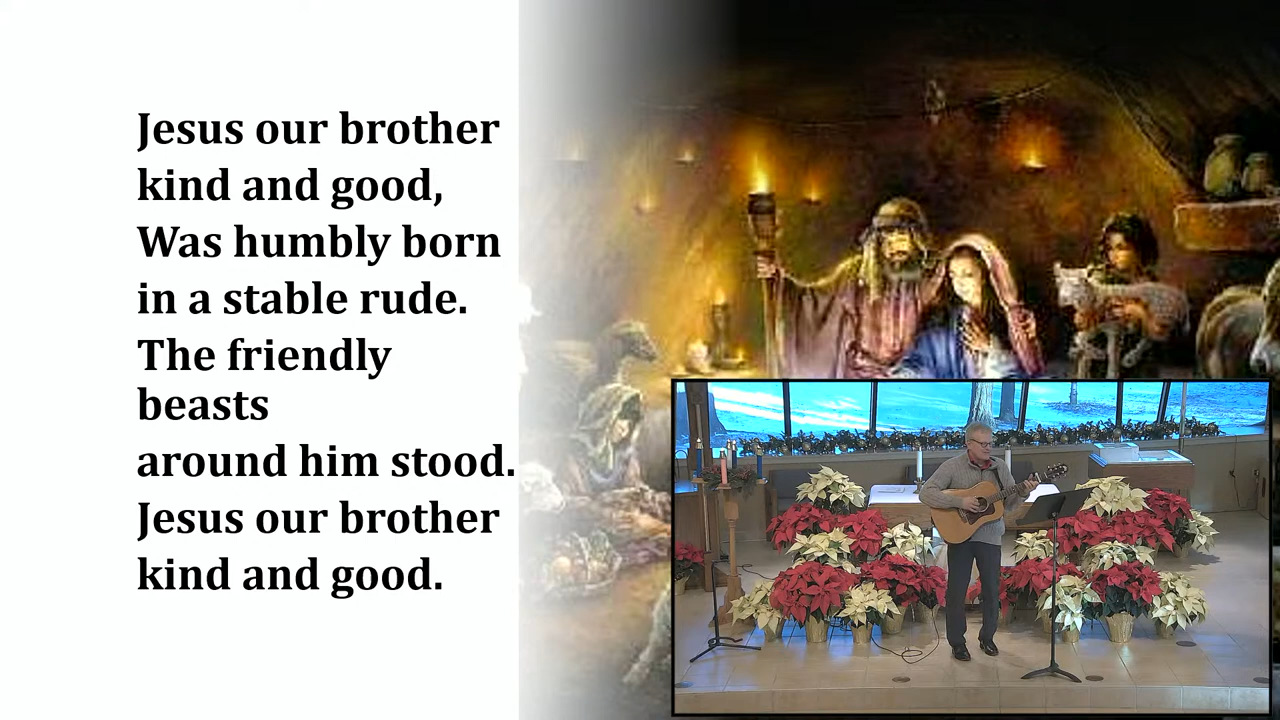 Jesus our brother
kind and good,
Was humbly born
in a stable rude.
The friendly
beasts
around him stood.
Jesus our brother
kind and good.